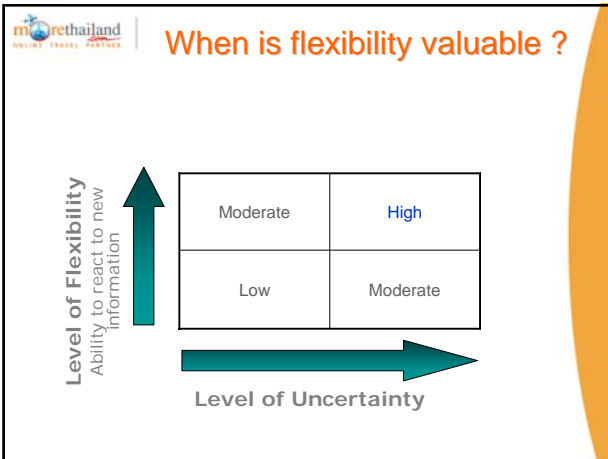 morethailand
.com
ONLINE TRAVEL PARTNER
When is flexibility valuable ?
Level of Flexibility
Ability to react to new
information
Moderate High
Low Moderate
Level of Uncertainty